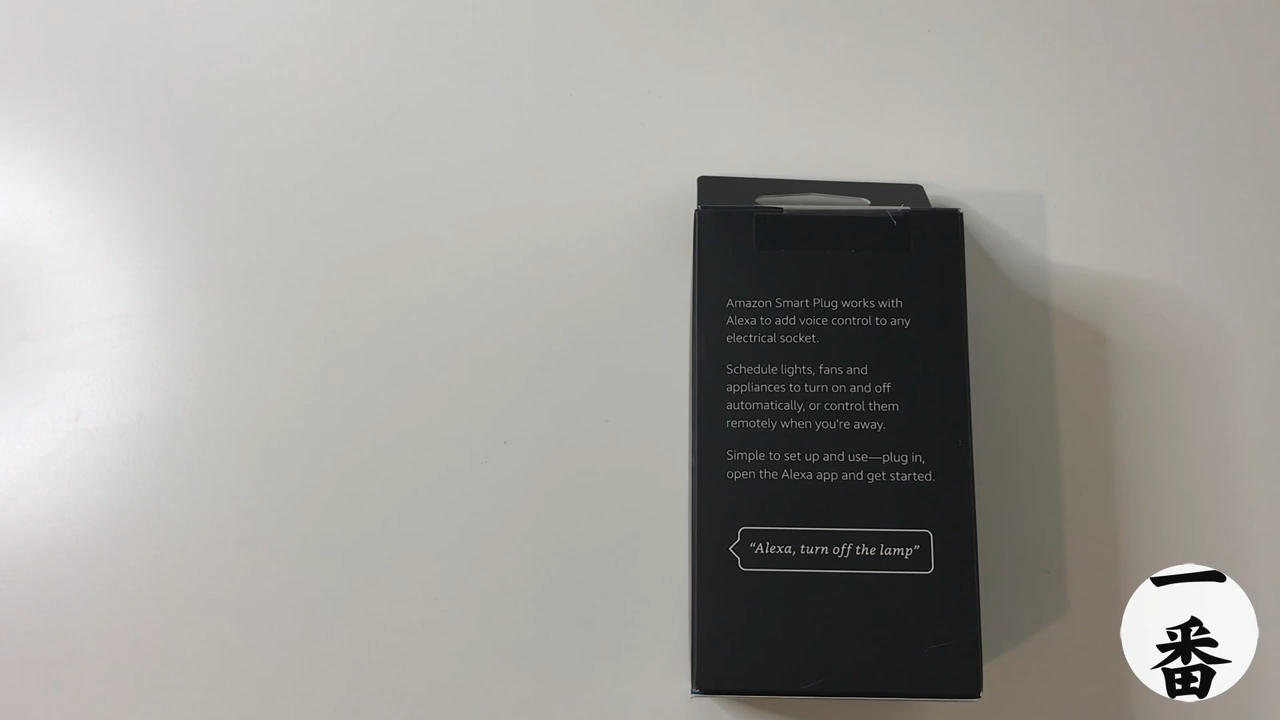 Amazon Smart Plug works with
Alexa to add voice control to any
electrical socket.
Schedule lights, fans and
appliances to turn on and off
automatically, or control them
remotely when you're away.
Simple to set up and use—plug in,
open the Alexa app and get started.
“Alexa, turn off the lamp”
一
番